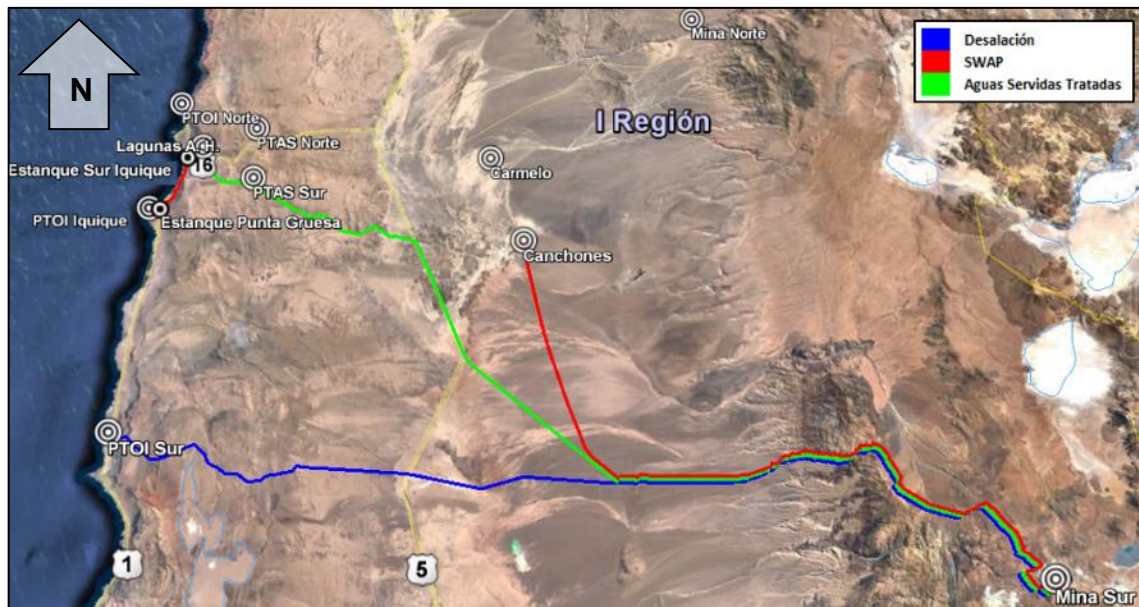 N
Mina Norte
Desalación
SWAP
Aguas Servidas Tratadas
PTOI Norte
I Región
PTAS Norte
Lagunas A.H.
Estanque Sur Iquique
16
Carmelo
PTAS Sur
PTOI Iquique
Estanque Punta Gruesa
Canchones
PTOI Sur
1
5
Mina Sur